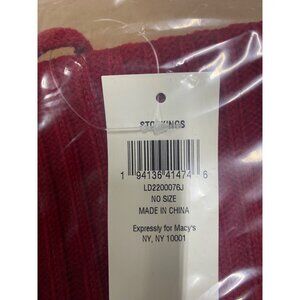 STOCKINGS
1 94136 41474 6
LD2200076J
NO SIZE
MADE IN CHINA
Expressly for Macy's
NY, NY 10001